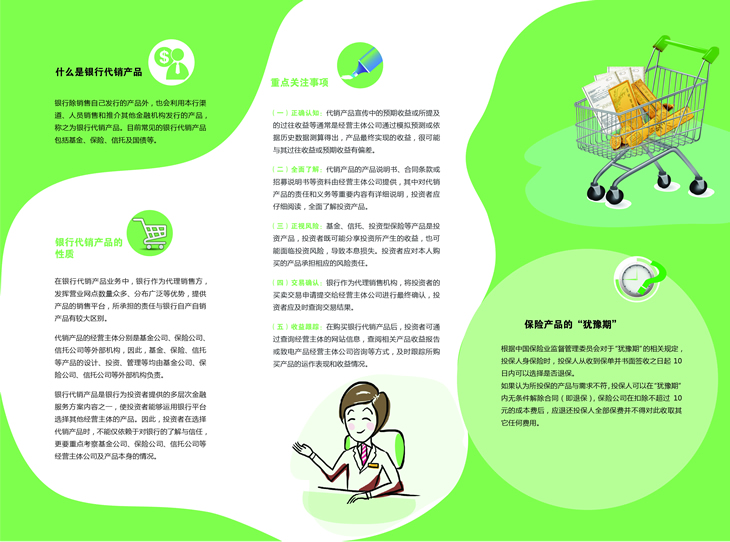 什么是银行代销产品
银行除销售自己发行的产品外，也会利用本行渠
道、人员销售和推介其他金融机构发行的产品，
称之为银行代销产品。目前常见的银行代销产品
包括基金、保险、信托及国债等。
银行代销产品的
性质
在银行代销产品业务中，银行作为代理销售方，
发挥营业网点数量众多、分布广泛等优势，提供
产品的销售平台，所承担的责任与银行自产自销
产品有较大区别。
代销产品的经营主体分别是基金公司、保险公司、
信托公司等外部机构，因此，基金、保险、信托
等产品的设计、投资、管理等均由基金公司、保
险公司、信托公司等外部机构负责。
银行代销产品是银行为投资者提供的多层次金融
服务方案内容之一，使投资者能够运用银行平台
选择其他经营主体的产品。因此，投资者在选择
代销产品时，不能仅依赖于对银行的了解与信任，
更要重点考察基金公司、保险公司、信托公司等
经营主体公司及产品本身的情况。
重点关注事项
（一）正确认知：代销产品宣传中的预期收益或所提及
的过往收益等通常是经营主体公司通过模拟预测或依
据历史数据测算得出，产品最终实现的收益，很可能
与其过往收益或预期收益有偏差。
（二）全面了解：代销产品的产品说明书、合同条款或
招募说明书等资料由经营主体公司提供，其中对代销
产品的责任和义务等重要内容有详细说明，投资者应
仔细阅读，全面了解投资产品。
（三）正视风险：基金、信托、投资型保险等产品是投
资产品，投资者既可能分享投资所产生的收益，也可
能面临投资风险，导致本息损失。投资者应对本人购
买的产品承担相应的风险责任。
（四）交易确认：银行作为代理销售机构，将投资者的
买卖交易申请提交给经营主体公司进行最终确认，投
资者应及时查询交易结果。
（五）收益跟踪：在购买银行代销产品后，投资者可通
过查询经营主体的网站信息，查阅相关产品收益报告
或致电产品经营主体公司咨询等方式，及时跟踪所购
买产品的运作表现和收益情况。
保险产品的“犹豫期”
根据中国保险业监督管理委员会对于“犹豫期”的相关规定，
投保人身保险时，投保人从收到保单并书面签收之日起 10
日内可以选择是否退保。
如果认为所投保的产品与需求不符,投保人可以在“犹豫期”
内无条件解除合同（即退保），保险公司在扣除不超过 10
元的成本费后，应退还投保人全部保费并不得对此收取其
它任何费用。